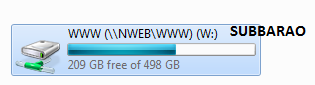 WWW (\\NWEB\WWW) (W:) SUBBARAO
209 GB free of 498 GB